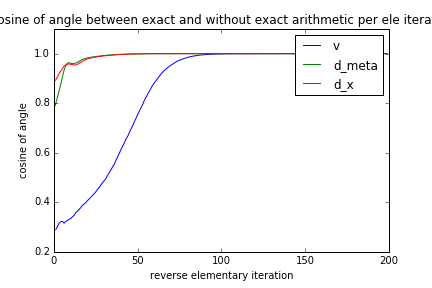 osine of angle between exact and without exact arithmetic per ele itera
v
d_meta
d_x
cosine of angle
1.0
0.8
0.6
0.4
0.2
0 50 100 150 200
reverse elementary iteration